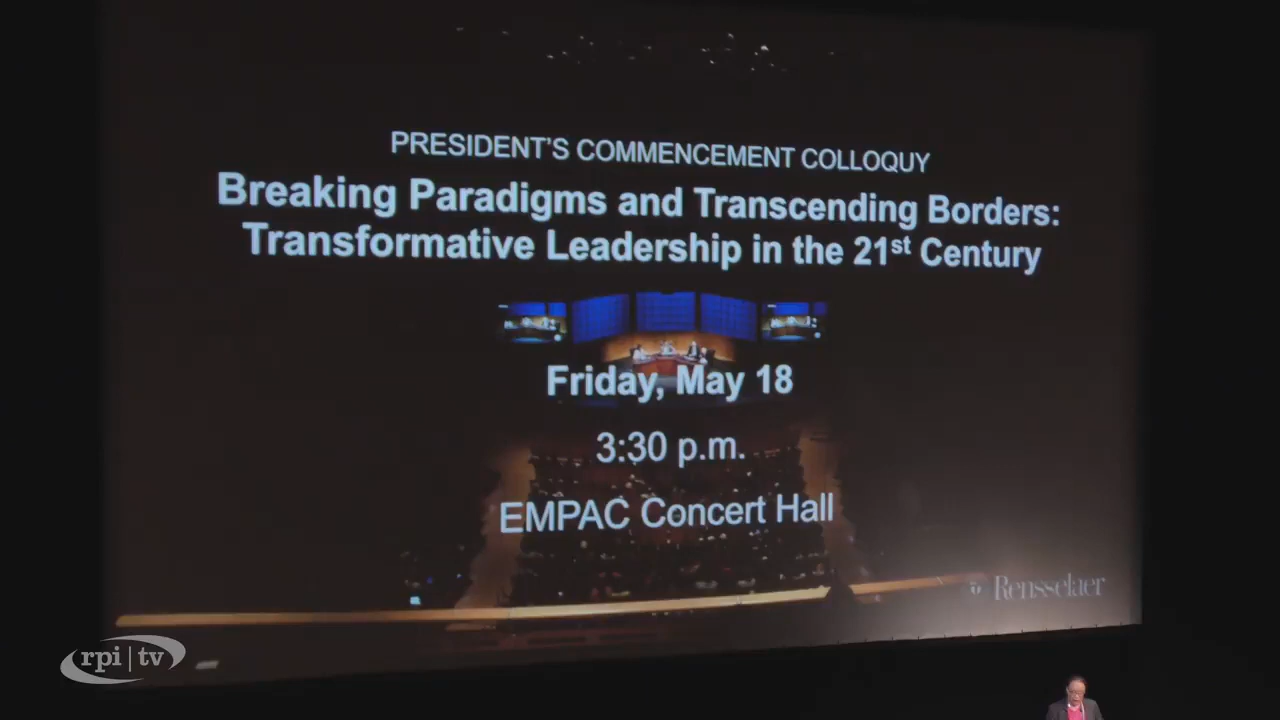 PRESIDENT'S COMMENCEMENT COLLOQUY
Breaking Paradigms and Transcending Borders:
Transformative Leadership in the 21st Century
Friday, May 18
3:30 p.m.
EMPAC Concert Hall
Rensselaer
rpi | tv